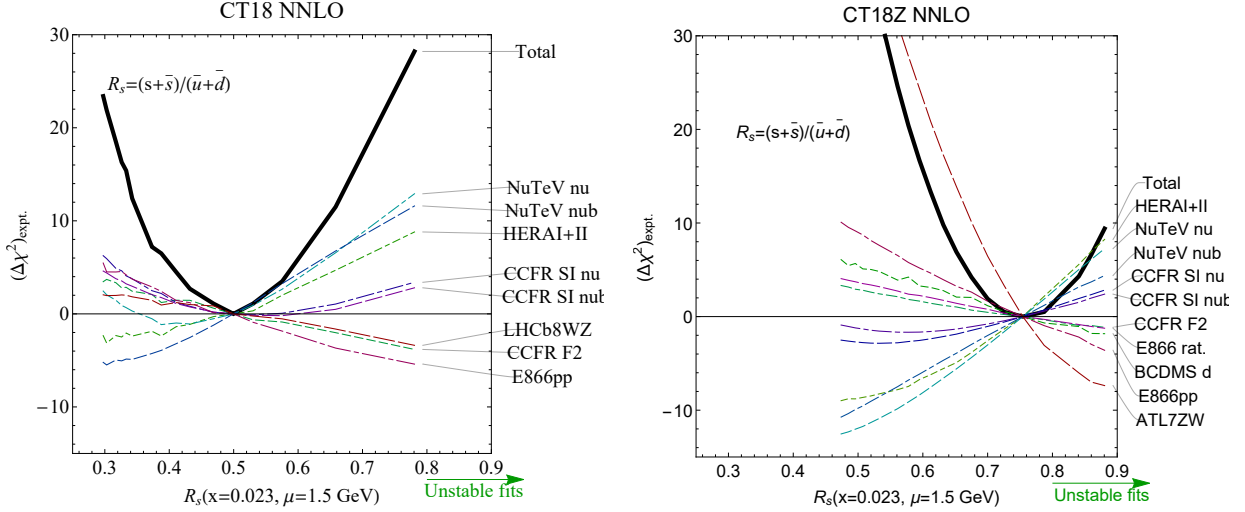 CT18 NNLO
30
20
10
0
−10
(Δχ²)expt.
R_s=(s+s̄)/(ū+d̄)
Total
NuTeV nu
NuTeV nub
HERAI+II
CCFR SI nu
CCFR SI nub
LHCb8WZ
CCFR F2
E866pp
0.3 0.4 0.5 0.6 0.7 0.8 0.9
R_s(x=0.023, μ=1.5 GeV)
Unstable fits
CT18Z NNLO
30
20
10
0
−10
(Δχ²)expt.
R_s=(s+s̄)/(ū+d̄)
Total
HERAI+II
NuTeV nu
NuTeV nub
CCFR SI nu
CCFR SI nub
CCFR F2
E866 rat.
BCDMS d
E866pp
ATL7ZW
0.3 0.4 0.5 0.6 0.7 0.8 0.9
R_s(x=0.023, μ=1.5 GeV)
Unstable fits